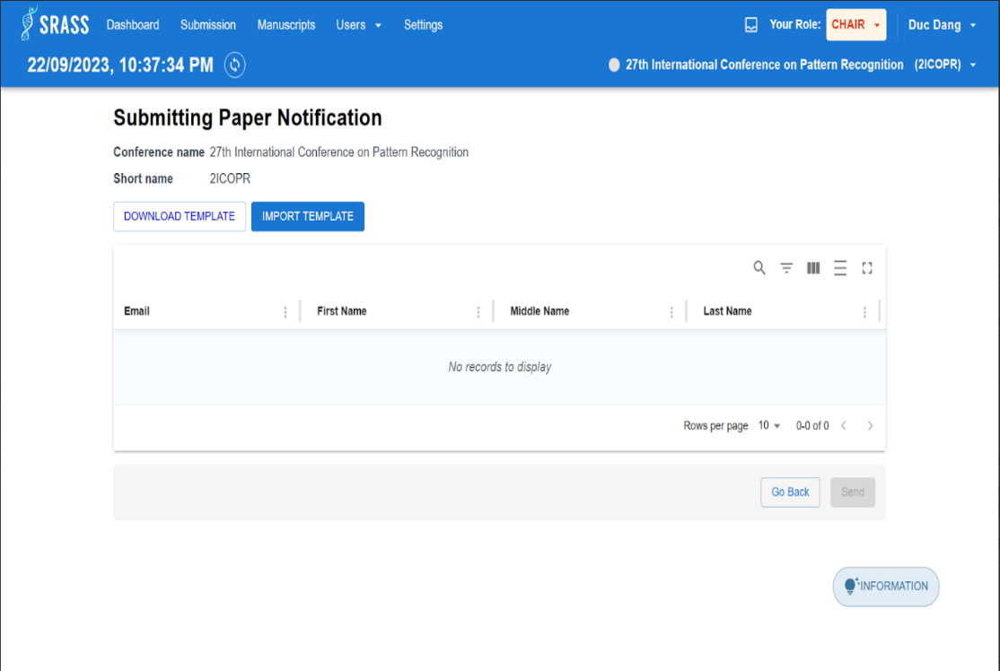 SRASS Dashboard Submission Manuscripts Users Settings Your Role: CHAIR Duc Dang
22/09/2023, 10:37:34 PM 27th International Conference on Pattern Recognition (2ICOPR)
Submitting Paper Notification
Conference name 27th International Conference on Pattern Recognition
Short name 2ICOPR
DOWNLOAD TEMPLATE IMPORT TEMPLATE
Email First Name Middle Name Last Name
No records to display
Rows per page 10 0-0 of 0
Go Back Send
INFORMATION